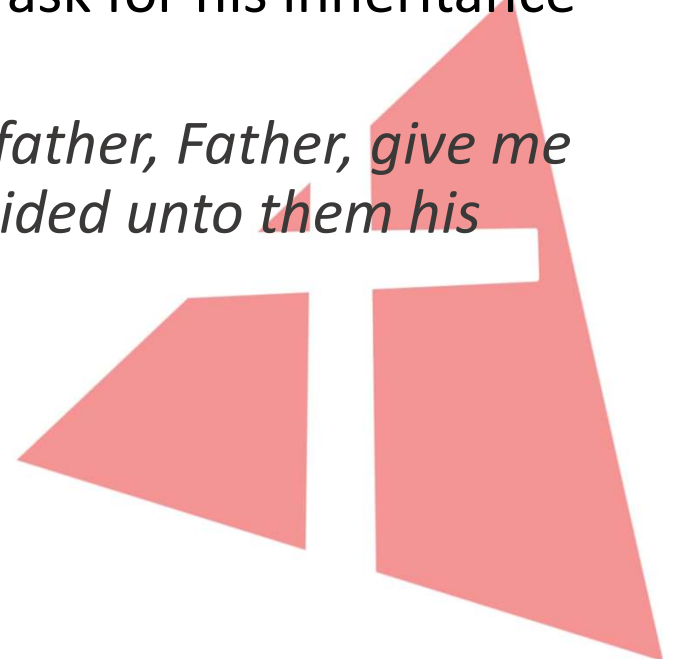 ask for his inheritance
father, Father, give me
ided unto them his